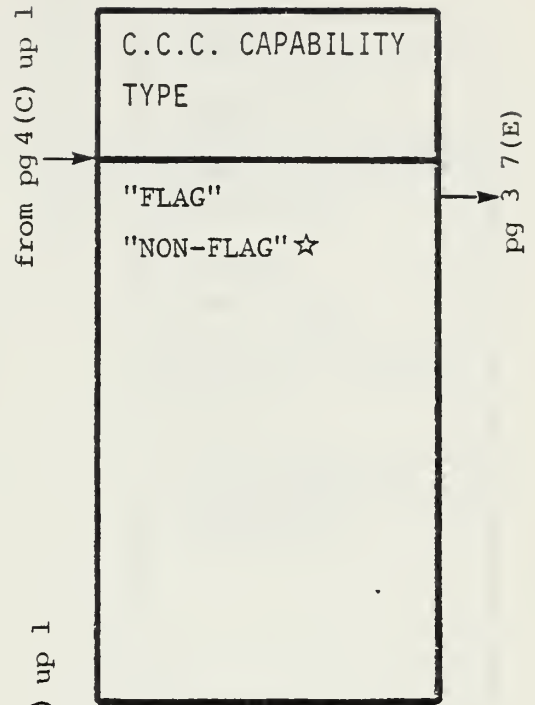 from pg 4(C) up 1
C.C.C. CAPABILITY
TYPE
"FLAG"
"NON-FLAG" ☆
pg 3 7(E)
) up 1